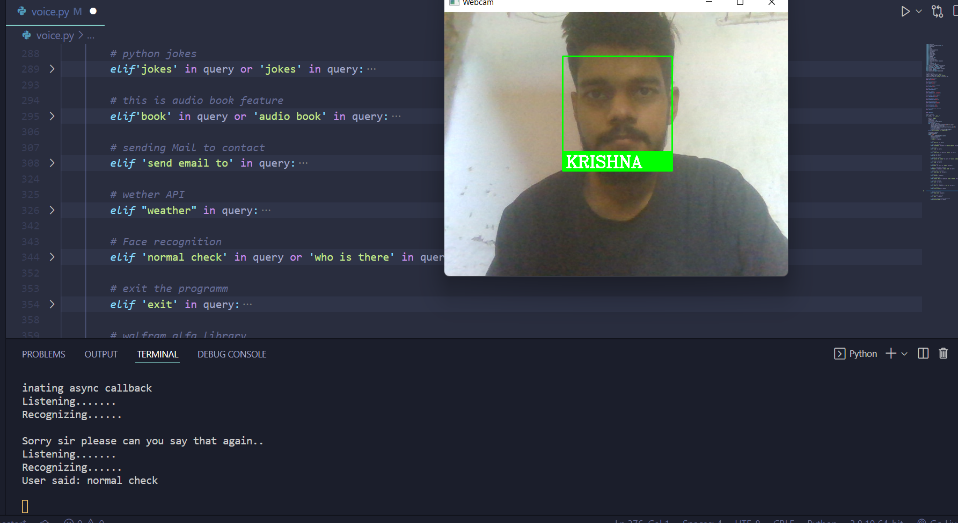 voice.py M
Webcam
voice.py > ...
288
# python jokes
289 > elif'jokes' in query or 'jokes' in query: ...
293
294 # this is audio book feature
295 > elif'book' in query or 'audio book' in query: ...
306
307 # sending Mail to contact
308 > elif 'send email to' in query: ...
324
325 # wether API
326 > elif "weather" in query: ...
342
343 # Face recognition
344 > elif 'normal check' in query or 'who is there' in quer
352
353 # exit the programm
354 > elif 'exit' in query: ...
358
359 # walfram alfa library
KRISHNA
PROBLEMS OUTPUT TERMINAL DEBUG CONSOLE
Python
inating async callback
Listening.......
Recognizing......
Sorry sir please can you say that again..
Listening.......
Recognizing......
User said: normal check